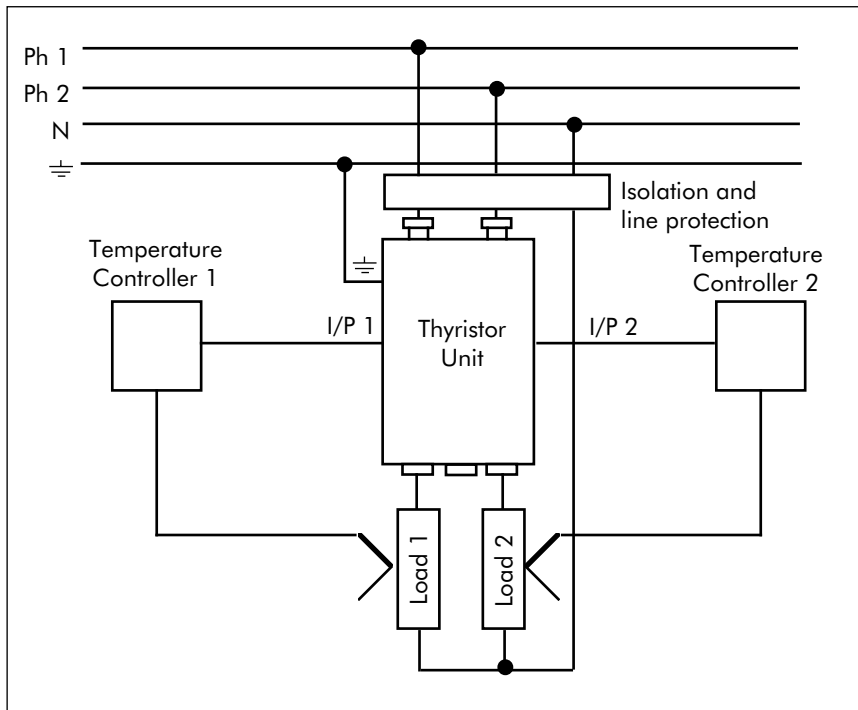 Ph 1
Ph 2
N
Isolation and
line protection
Temperature
Controller 1
Temperature
Controller 2
I/P 1
Thyristor
Unit
I/P 2
Load 1
Load 2